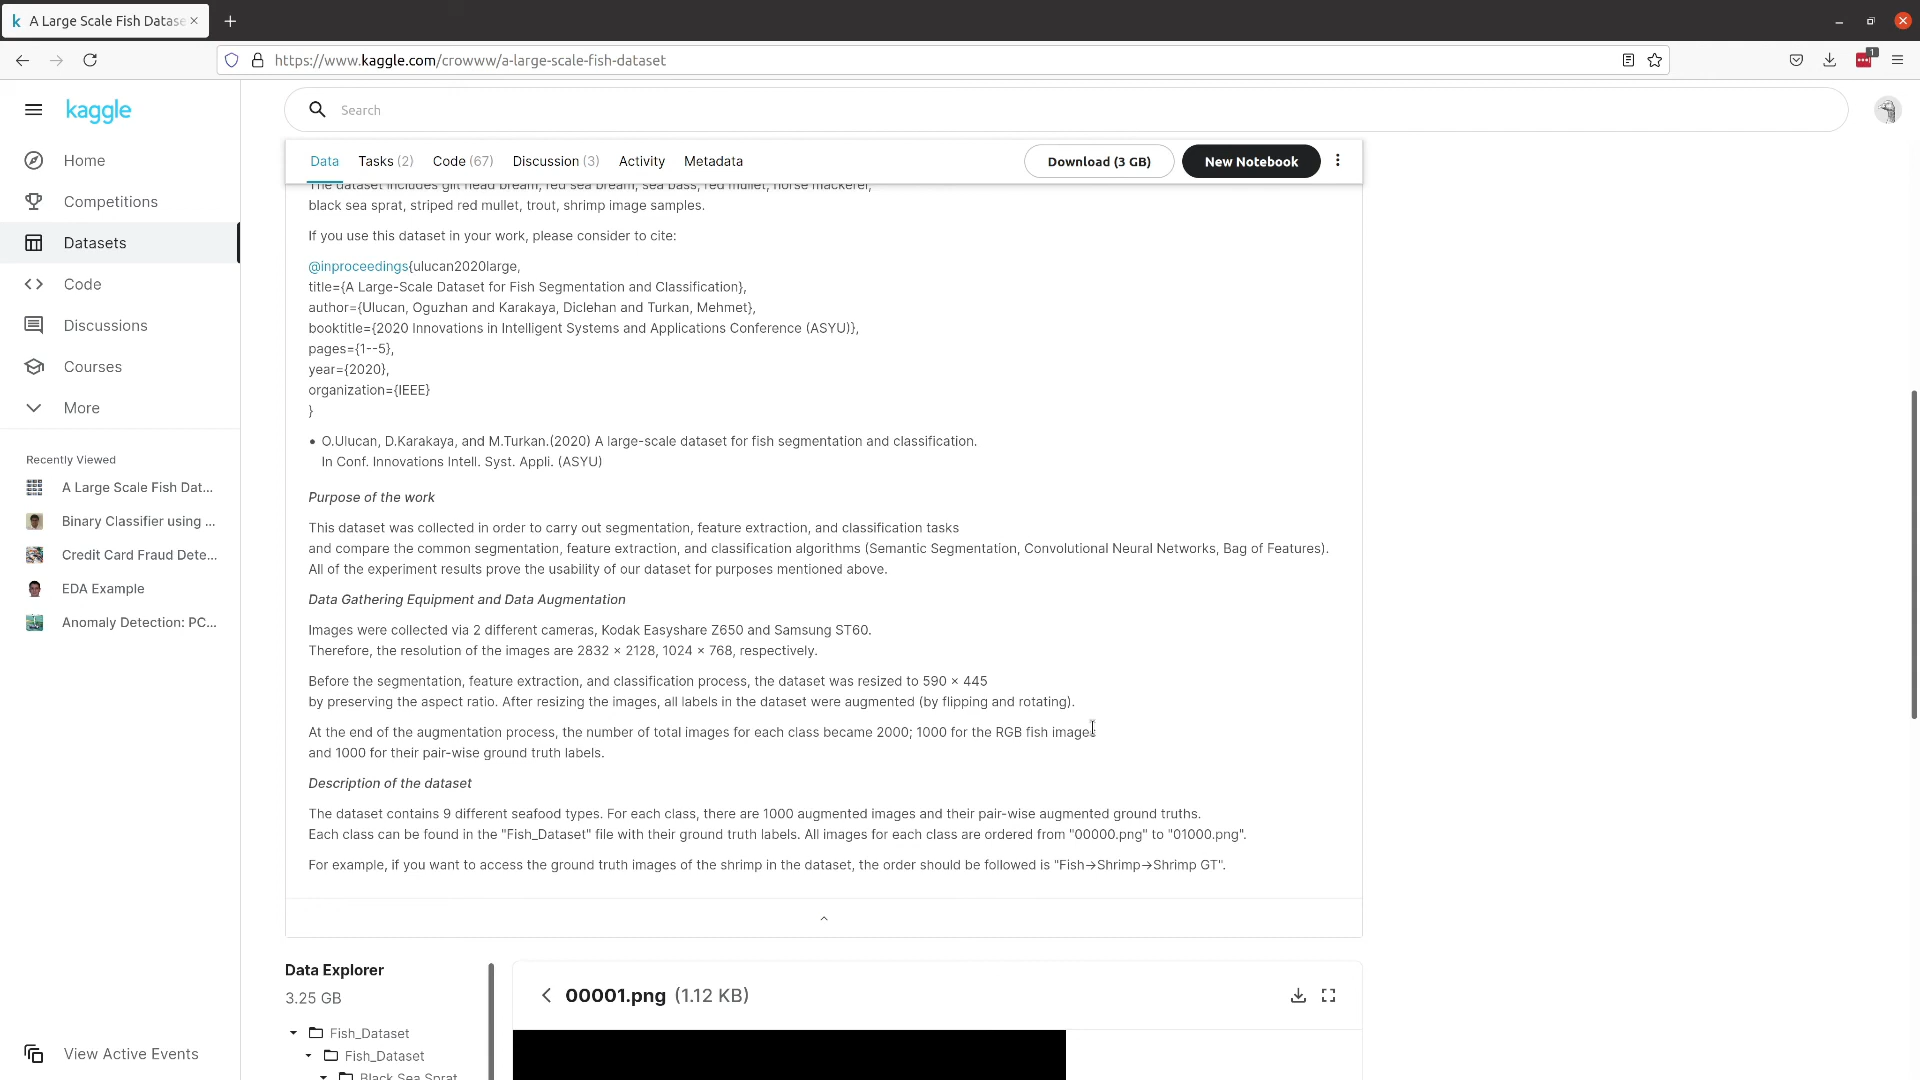 A Large Scale Fish Datase
https://www.kaggle.com/crowww/a-large-scale-fish-dataset
1
kaggle
Search
Home
Competitions
Datasets
Code
Discussions
Courses
More
Recently Viewed
A Large Scale Fish Dat...
Binary Classifier using ...
Credit Card Fraud Dete...
EDA Example
Anomaly Detection: PC...
View Active Events
Data Tasks (2) Code (67) Discussion (3) Activity Metadata
Download (3 GB) New Notebook
The dataset includes gilt head bream, red sea bream, sea bass, red mullet, horse mackerel,
black sea sprat, striped red mullet, trout, shrimp image samples.
If you use this dataset in your work, please consider to cite:
@inproceedings{ulucan2020large,
title={A Large-Scale Dataset for Fish Segmentation and Classification},
author={Ulucan, Oguzhan and Karakaya, Diclehan and Turkan, Mehmet},
booktitle={2020 Innovations in Intelligent Systems and Applications Conference (ASYU)},
pages={1--5},
year={2020},
organization={IEEE}
}
• O.Ulucan, D.Karakaya, and M.Turkan.(2020) A large-scale dataset for fish segmentation and classification.
In Conf. Innovations Intell. Syst. Appli. (ASYU)
Purpose of the work
This dataset was collected in order to carry out segmentation, feature extraction, and classification tasks
and compare the common segmentation, feature extraction, and classification algorithms (Semantic Segmentation, Convolutional Neural Networks, Bag of Features).
All of the experiment results prove the usability of our dataset for purposes mentioned above.
Data Gathering Equipment and Data Augmentation
Images were collected via 2 different cameras, Kodak Easyshare Z650 and Samsung ST60.
Therefore, the resolution of the images are 2832 x 2128, 1024 x 768, respectively.
Before the segmentation, feature extraction, and classification process, the dataset was resized to 590 x 445
by preserving the aspect ratio. After resizing the images, all labels in the dataset were augmented (by flipping and rotating).
At the end of the augmentation process, the number of total images for each class became 2000; 1000 for the RGB fish images
and 1000 for their pair-wise ground truth labels.
Description of the dataset
The dataset contains 9 different seafood types. For each class, there are 1000 augmented images and their pair-wise augmented ground truths.
Each class can be found in the "Fish_Dataset" file with their ground truth labels. All images for each class are ordered from "00000.png" to "01000.png".
For example, if you want to access the ground truth images of the shrimp in the dataset, the order should be followed is "Fish->Shrimp->Shrimp GT".
Data Explorer
3.25 GB
Fish_Dataset
Fish_Dataset
Black Sea Sprat
00001.png (1.12 KB)